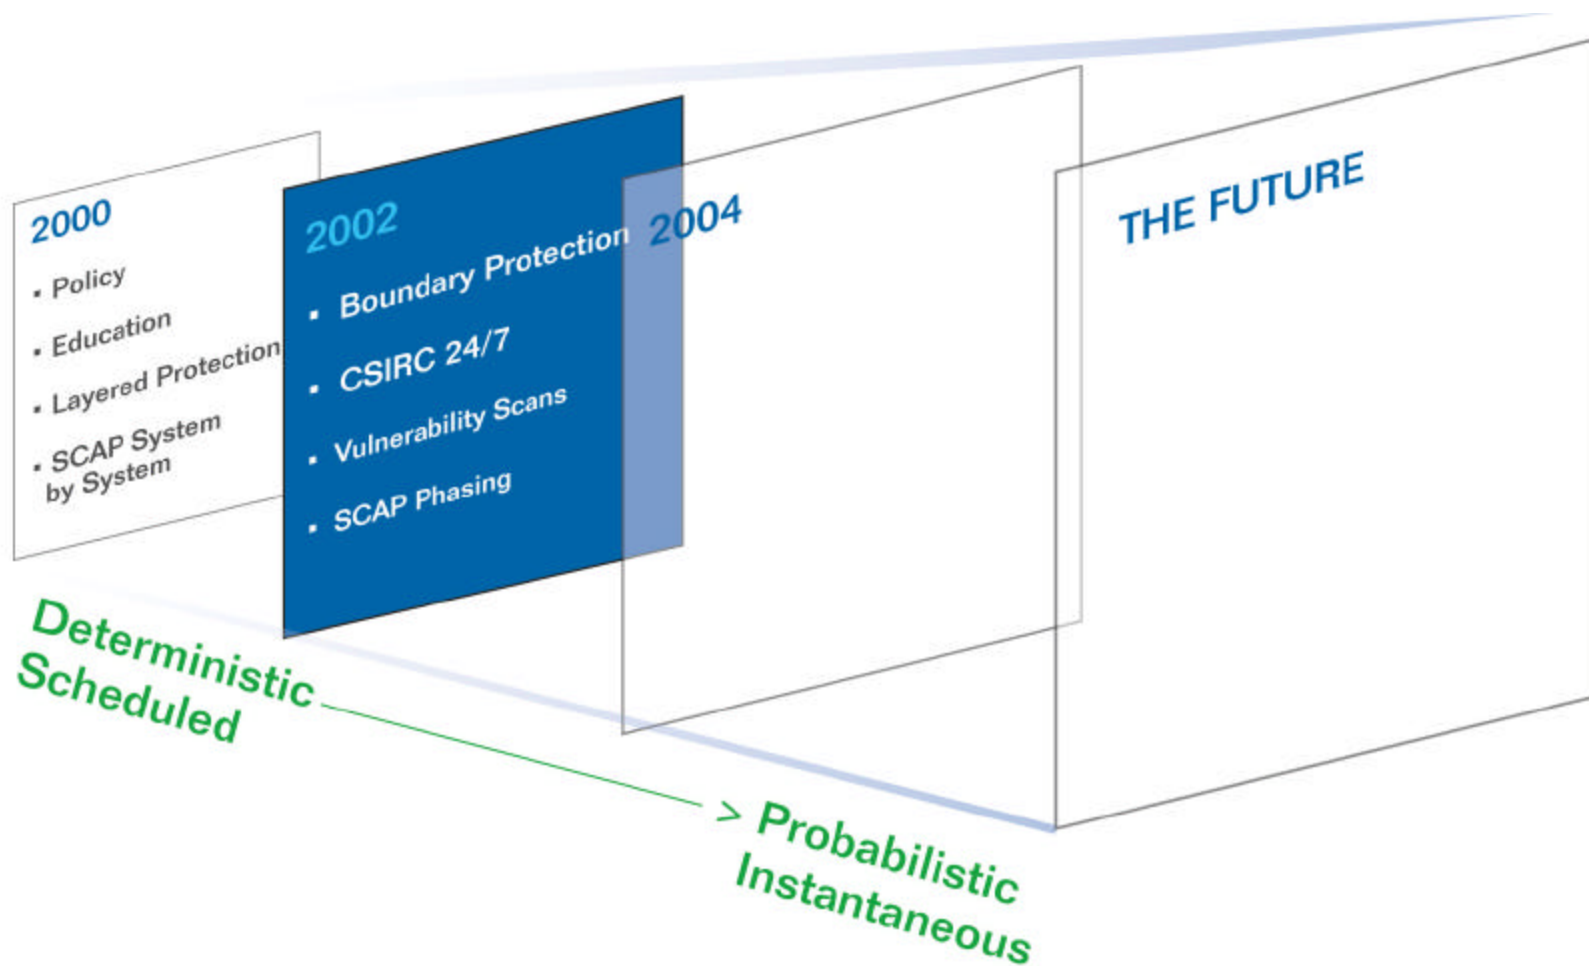 2000
▪ Policy
▪ Education
▪ Layered Protection
▪ SCAP System
by System
2002
▪ Boundary Protection
▪ CSIRC 24/7
▪ Vulnerability Scans
▪ SCAP Phasing
2004
THE FUTURE
Deterministic
Scheduled
> Probabilistic
Instantaneous